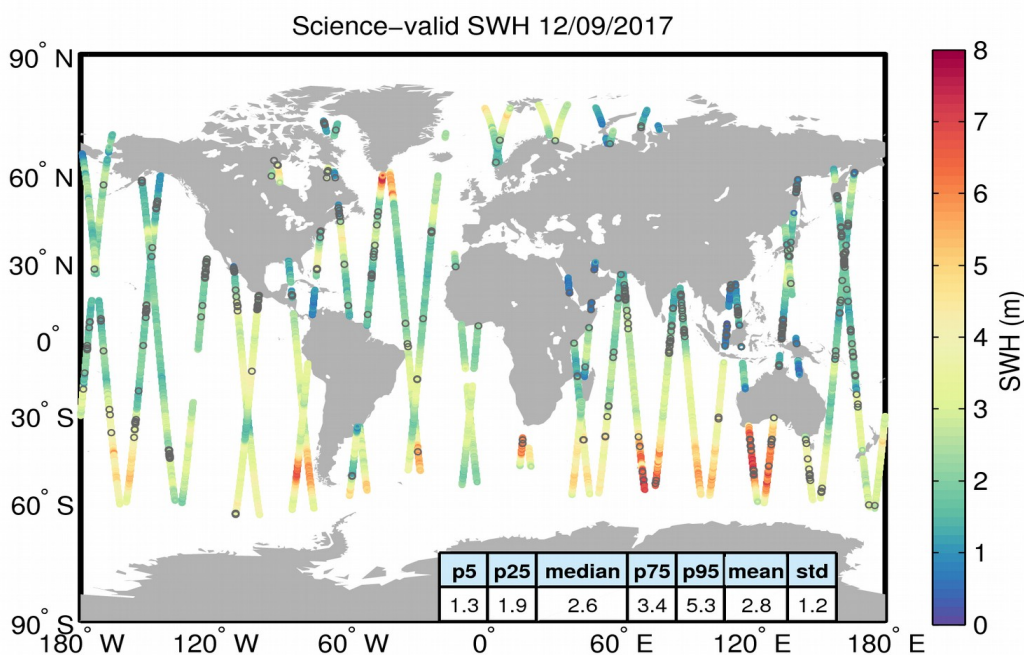 Science−valid SWH 12/09/2017
90° N
60° N
30° N
0°
30° S
60° S
90° S
180° W
120° W
60° W
0°
60° E
120° E
180° E
p5 p25 median p75 p95 mean std
1.3 1.9 2.6 3.4 5.3 2.8 1.2
8
7
6
5
4
3
2
1
0
SWH (m)